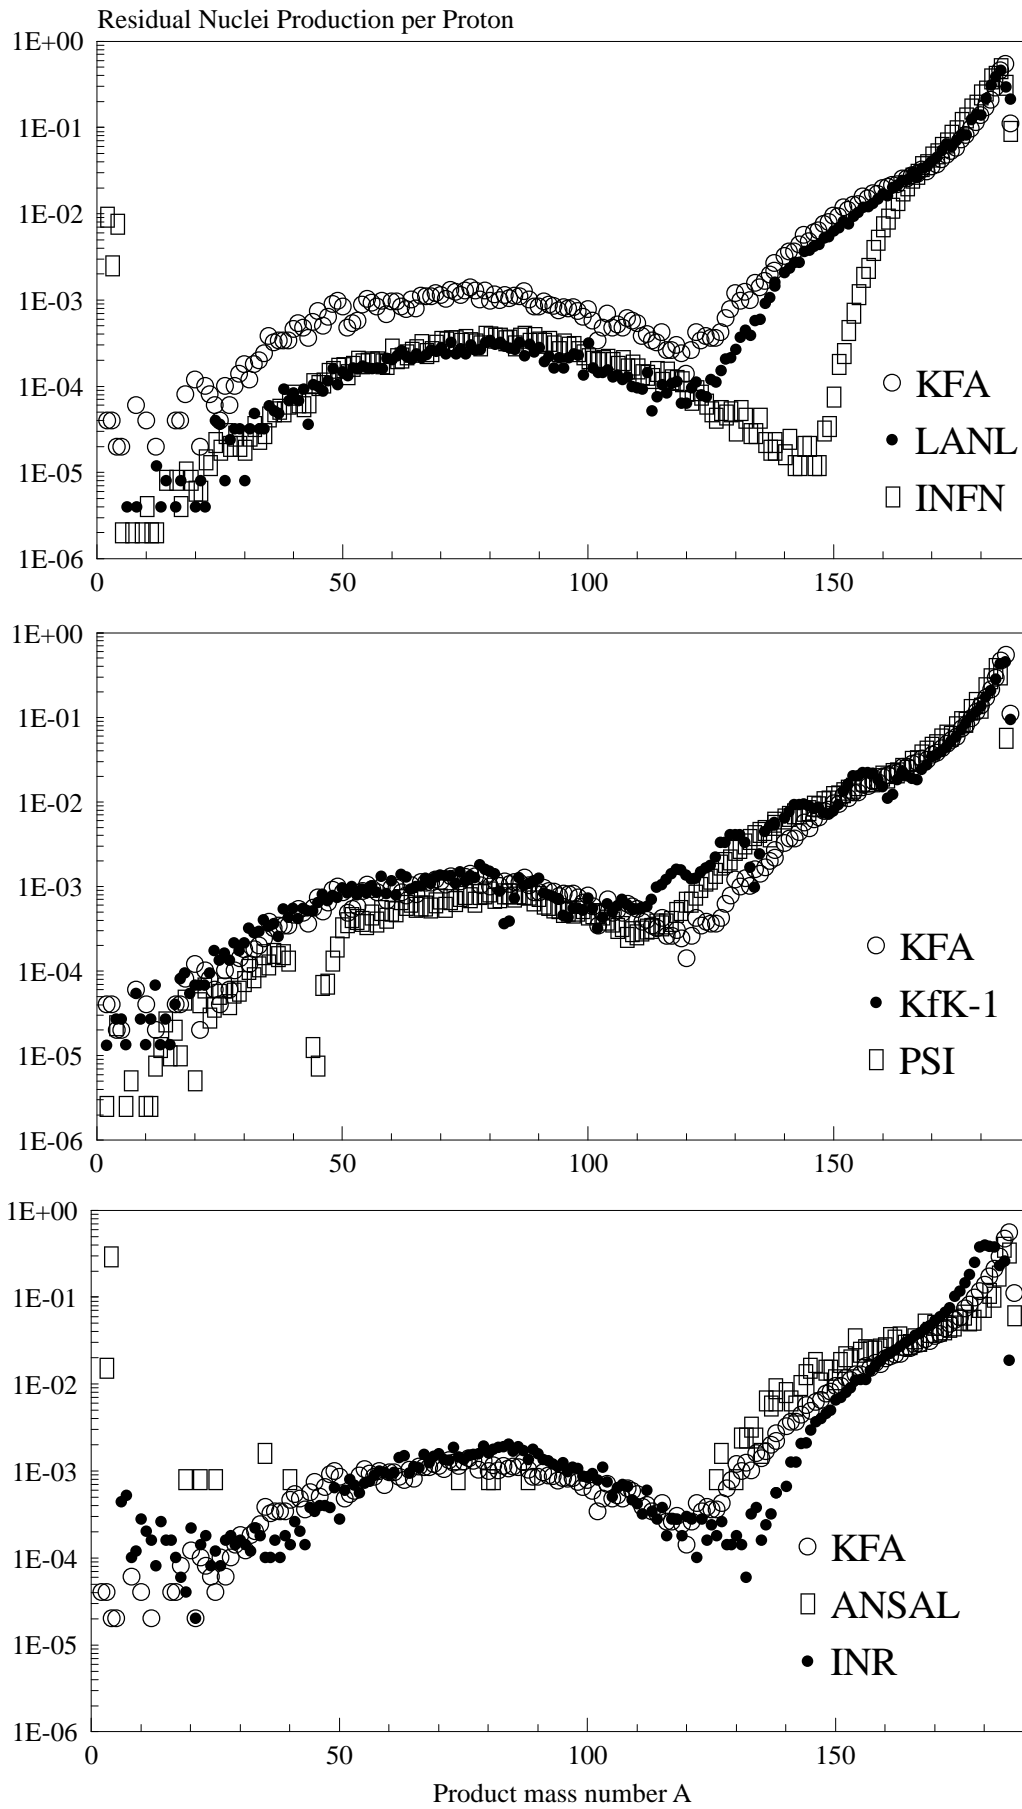 Residual Nuclei Production per Proton
1E+00
1E-01
1E-02
1E-03
1E-04
1E-05
1E-06
0 50 100 150
KFA
LANL
INFN
1E+00
1E-01
1E-02
1E-03
1E-04
1E-05
1E-06
0 50 100 150
KFA
KfK-1
PSI
1E+00
1E-01
1E-02
1E-03
1E-04
1E-05
1E-06
0 50 100 150
KFA
ANSAL
INR
Product mass number A